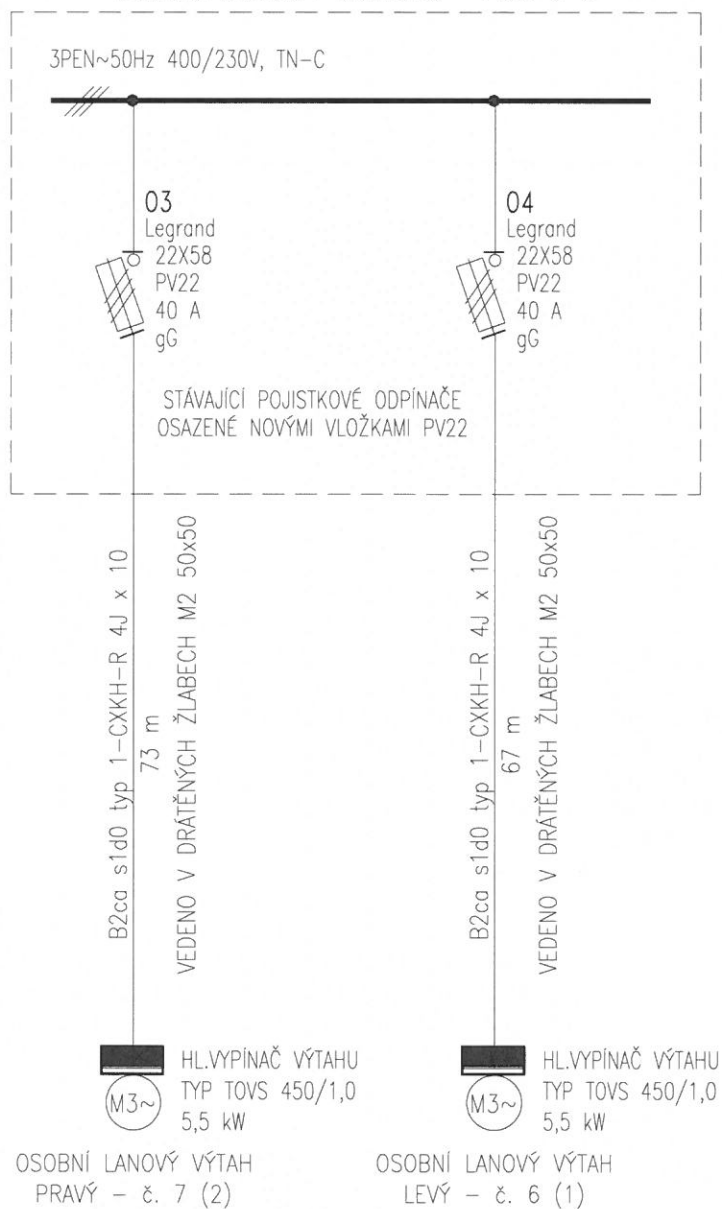 3PEN~50Hz 400/230V, TN-C
03
Legrand
22X58
PV22
40 A
gG
04
Legrand
22X58
PV22
40 A
gG
STÁVAJÍCÍ POJISTKOVÉ ODPÍNAČE
OSAZENÉ NOVÝMI VLOŽKAMI PV22
B2ca s1d0 typ 1-CXKH-R 4J x 10
73 m
VEDENO V DRÁTĚNÝCH ŽLABECH M2 50x50
B2ca s1d0 typ 1-CXKH-R 4J x 10
67 m
VEDENO V DRÁTĚNÝCH ŽLABECH M2 50x50
M3~
HL.VYPÍNAČ VÝTAHU
TYP TOVS 450/1,0
5,5 kW
M3~
HL.VYPÍNAČ VÝTAHU
TYP TOVS 450/1,0
5,5 kW
OSOBNÍ LANOVÝ VÝTAH
PRAVÝ - č. 7 (2)
OSOBNÍ LANOVÝ VÝTAH
LEVÝ - č. 6 (1)